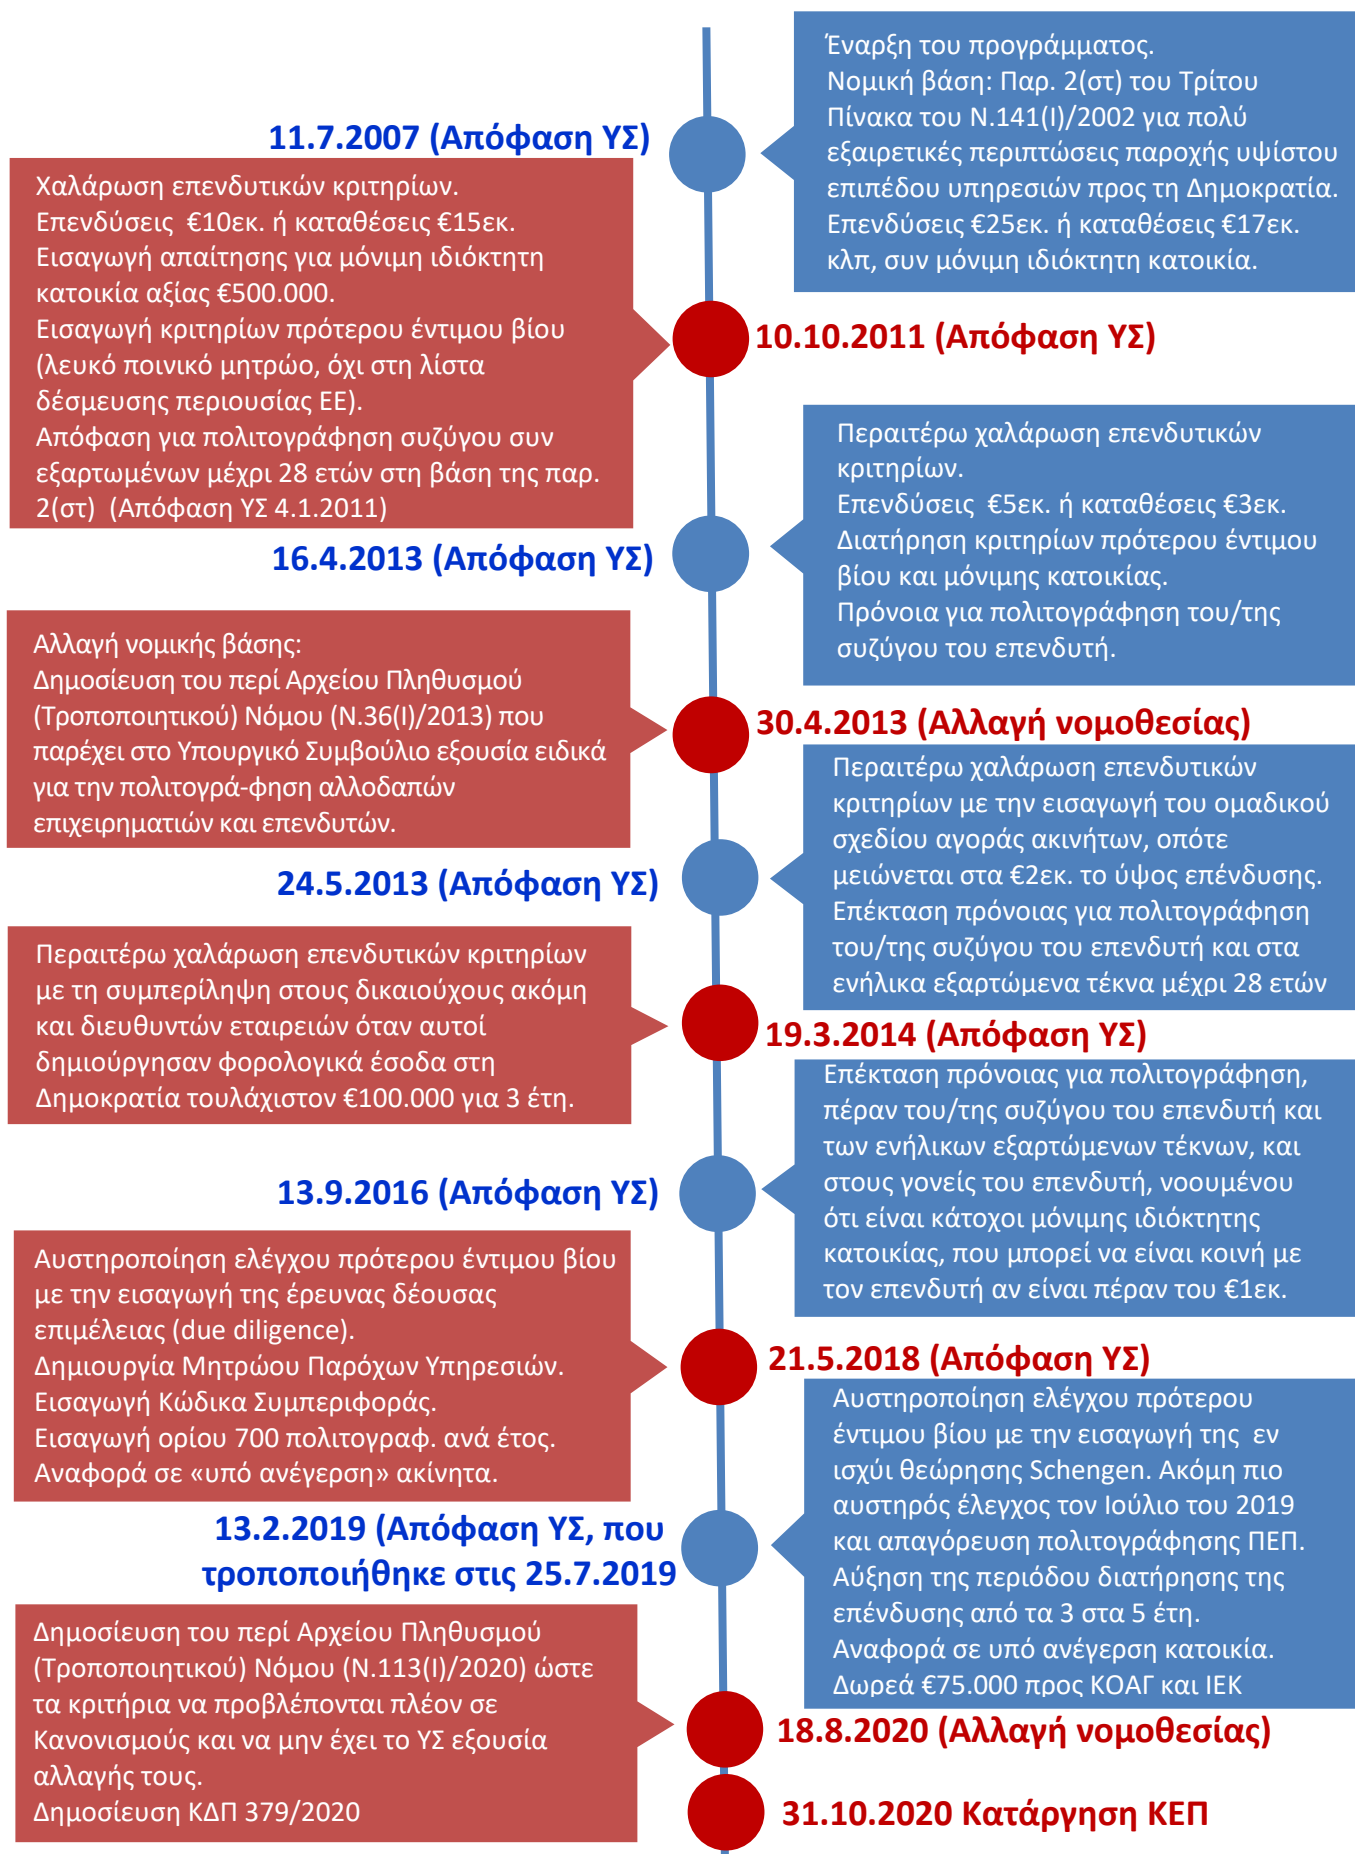 11.7.2007 (Απόφαση ΥΣ)
Έναρξη του προγράμματος.
Νομική βάση: Παρ. 2(στ) του Τρίτου
Πίνακα του Ν.141(Ι)/2002 για πολύ
εξαιρετικές περιπτώσεις παροχής υψίστου
επιπέδου υπηρεσιών προς τη Δημοκρατία.
Επενδύσεις €25εκ. ή καταθέσεις €17εκ.
κλπ, συν μόνιμη ιδιόκτητη κατοικία.
10.10.2011 (Απόφαση ΥΣ)
Χαλάρωση επενδυτικών κριτηρίων.
Επενδύσεις €10εκ. ή καταθέσεις €15εκ.
Εισαγωγή απαίτησης για μόνιμη ιδιόκτητη
κατοικία αξίας €500.000.
Εισαγωγή κριτηρίων πρότερου έντιμου βίου
(λευκό ποινικό μητρώο, όχι στη λίστα
δέσμευσης περιουσίας ΕΕ).
Απόφαση για πολιτογράφηση συζύγου συν
εξαρτωμένων μέχρι 28 ετών στη βάση της παρ.
2(στ) (Απόφαση ΥΣ 4.1.2011)
16.4.2013 (Απόφαση ΥΣ)
Περαιτέρω χαλάρωση επενδυτικών
κριτηρίων.
Επενδύσεις €5εκ. ή καταθέσεις €3εκ.
Διατήρηση κριτηρίων πρότερου έντιμου
βίου και μόνιμης κατοικίας.
Πρόνοια για πολιτογράφηση του/της
συζύγου του επενδυτή.
30.4.2013 (Αλλαγή νομοθεσίας)
Αλλαγή νομικής βάσης:
Δημοσίευση του περί Αρχείου Πληθυσμού
(Τροποποιητικού) Νόμου (Ν.36(Ι)/2013) που
παρέχει στο Υπουργικό Συμβούλιο εξουσία ειδικά
για την πολιτογρά-φηση αλλοδαπών
επιχειρηματιών και επενδυτών.
24.5.2013 (Απόφαση ΥΣ)
Περαιτέρω χαλάρωση επενδυτικών
κριτηρίων με την εισαγωγή του ομαδικού
σχεδίου αγοράς ακινήτων, οπότε
μειώνεται στα €2εκ. το ύψος επένδυσης.
Επέκταση πρόνοιας για πολιτογράφηση
του/της συζύγου του επενδυτή και στα
ενήλικα εξαρτώμενα τέκνα μέχρι 28 ετών
19.3.2014 (Απόφαση ΥΣ)
Περαιτέρω χαλάρωση επενδυτικών κριτηρίων
με τη συμπερίληψη στους δικαιούχους ακόμη
και διευθυντών εταιρειών όταν αυτοί
δημιούργησαν φορολογικά έσοδα στη
Δημοκρατία τουλάχιστον €100.000 για 3 έτη.
13.9.2016 (Απόφαση ΥΣ)
Επέκταση πρόνοιας για πολιτογράφηση,
πέραν του/της συζύγου του επενδυτή και
των ενήλικων εξαρτώμενων τέκνων, και
στους γονείς του επενδυτή, νοουμένου
ότι είναι κάτοχοι μόνιμης ιδιόκτητης
κατοικίας, που μπορεί να είναι κοινή με
τον επενδυτή αν είναι πέραν του €1εκ.
21.5.2018 (Απόφαση ΥΣ)
Αυστηροποίηση ελέγχου πρότερου έντιμου βίου
με την εισαγωγή της έρευνας δέουσας
επιμέλειας (due diligence).
Δημιουργία Μητρώου Παρόχων Υπηρεσιών.
Εισαγωγή Κώδικα Συμπεριφοράς.
Εισαγωγή ορίου 700 πολιτογραφ. ανά έτος.
Αναφορά σε «υπό ανέγερση» ακίνητα.
13.2.2019 (Απόφαση ΥΣ, που
τροποποιήθηκε στις 25.7.2019
Αυστηροποίηση ελέγχου πρότερου
έντιμου βίου με την εισαγωγή της εν
ισχύι θεώρησης Schengen. Ακόμη πιο
αυστηρός έλεγχος τον Ιούλιο του 2019
και απαγόρευση πολιτογράφησης ΠΕΠ.
Αύξηση της περιόδου διατήρησης της
επένδυσης από τα 3 στα 5 έτη.
Αναφορά σε υπό ανέγερση κατοικία.
Δωρεά €75.000 προς ΚΟΑΓ και ΙΕΚ
18.8.2020 (Αλλαγή νομοθεσίας)
Δημοσίευση του περί Αρχείου Πληθυσμού
(Τροποποιητικού) Νόμου (Ν.113(Ι)/2020) ώστε
τα κριτήρια να προβλέπονται πλέον σε
Κανονισμούς και να μην έχει το ΥΣ εξουσία
αλλαγής τους.
Δημοσίευση ΚΔΠ 379/2020
31.10.2020 Κατάργηση ΚΕΠ